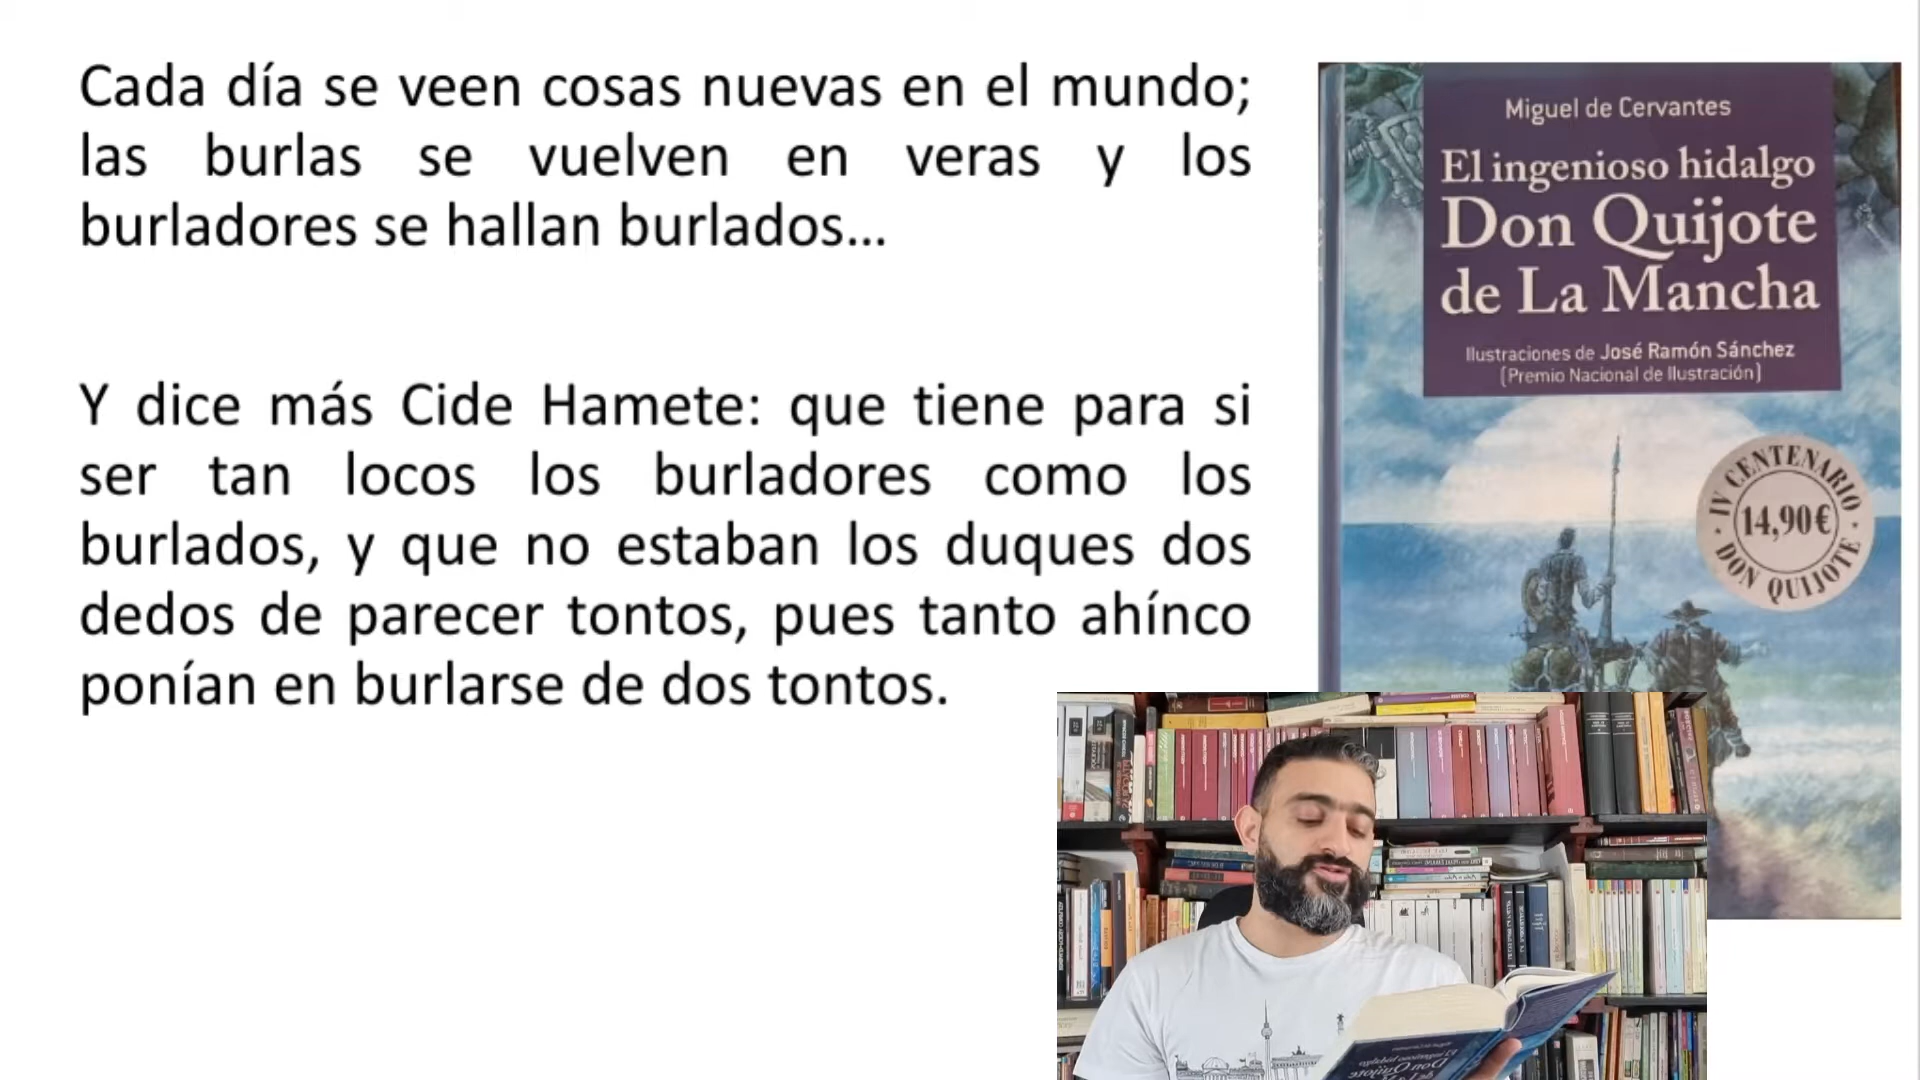 Cada día se veen cosas nuevas en el mundo;
las burlas se vuelven en veras y los
burladores se hallan burlados...
Y dice más Cide Hamete: que tiene para si
ser tan locos los burladores como los
burlados, y que no estaban los duques dos
dedos de parecer tontos, pues tanto ahínco
ponían en burlarse de dos tontos.
Miguel de Cervantes
El ingenioso hidalgo
Don Quijote
de La Mancha
Ilustraciones de José Ramón Sánchez
(Premio Nacional de Ilustración)
IV CENTENARIO
14,90€
DON QUIJOTE